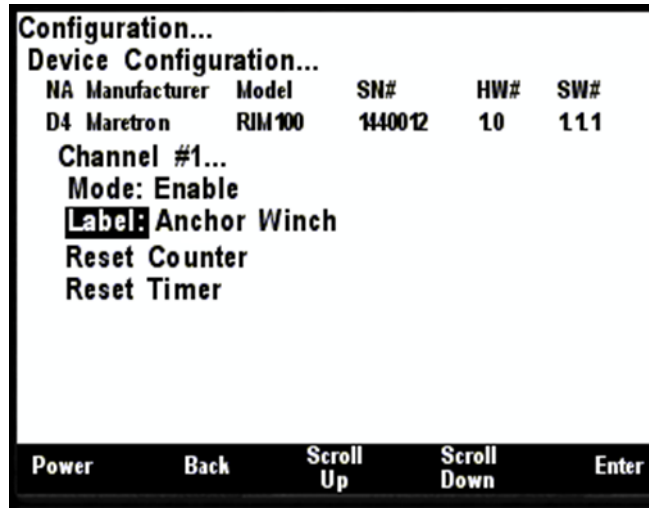 Configuration...
Device Configuration...
NA Manufacturer Model SN# HW# SW#
D4 Maretron RIM100 1440012 1.0 1.1.1
Channel #1...
Mode: Enable
Label: Anchor Winch
Reset Counter
Reset Timer
Power Back Scroll Up Scroll Down Enter